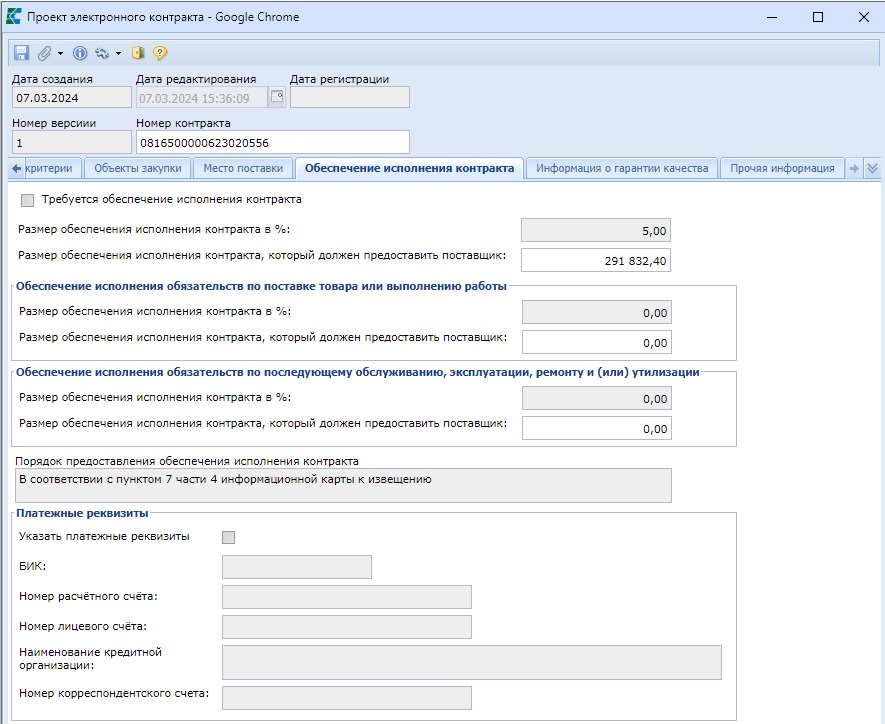 Проект электронного контракта - Google Chrome
Дата создания Дата редактирования Дата регистрации
07.03.2024 07.03.2024 15:36:09
Номер версиии Номер контракта
1 0816500000623020556
критерии Объекты закупки Место поставки Обеспечение исполнения контракта Информация о гарантии качества Прочяя информация
Требуется обеспечение исполнения контракта
Размер обеспечения исполнения контракта в %: 5,00
Размер обеспечения исполнения контракта, который должен предоставить поставщик: 291 832,40
Обеспечение исполнения обязательств по поставке товара или выполнению работы
Размер обеспечения исполнения контракта в %: 0,00
Размер обеспечения исполнения контракта, который должен предоставить поставщик: 0,00
Обеспечение исполнения обязательств по последующему обслуживанию, эксплуатации, ремонту и (или) утилизации
Размер обеспечения исполнения контракта в %: 0,00
Размер обеспечения исполнения контракта, который должен предоставить поставщик: 0,00
Порядок предоставления обеспечения исполнения контракта
В соответствии с пунктом 7 части 4 информационной карты к извещению
Платежные реквизиты
Указать платежные реквизиты
БИК:
Номер расчётного счёта:
Номер лицевого счёта:
Наименование кредитной
организации:
Номер корреспондентского счета: